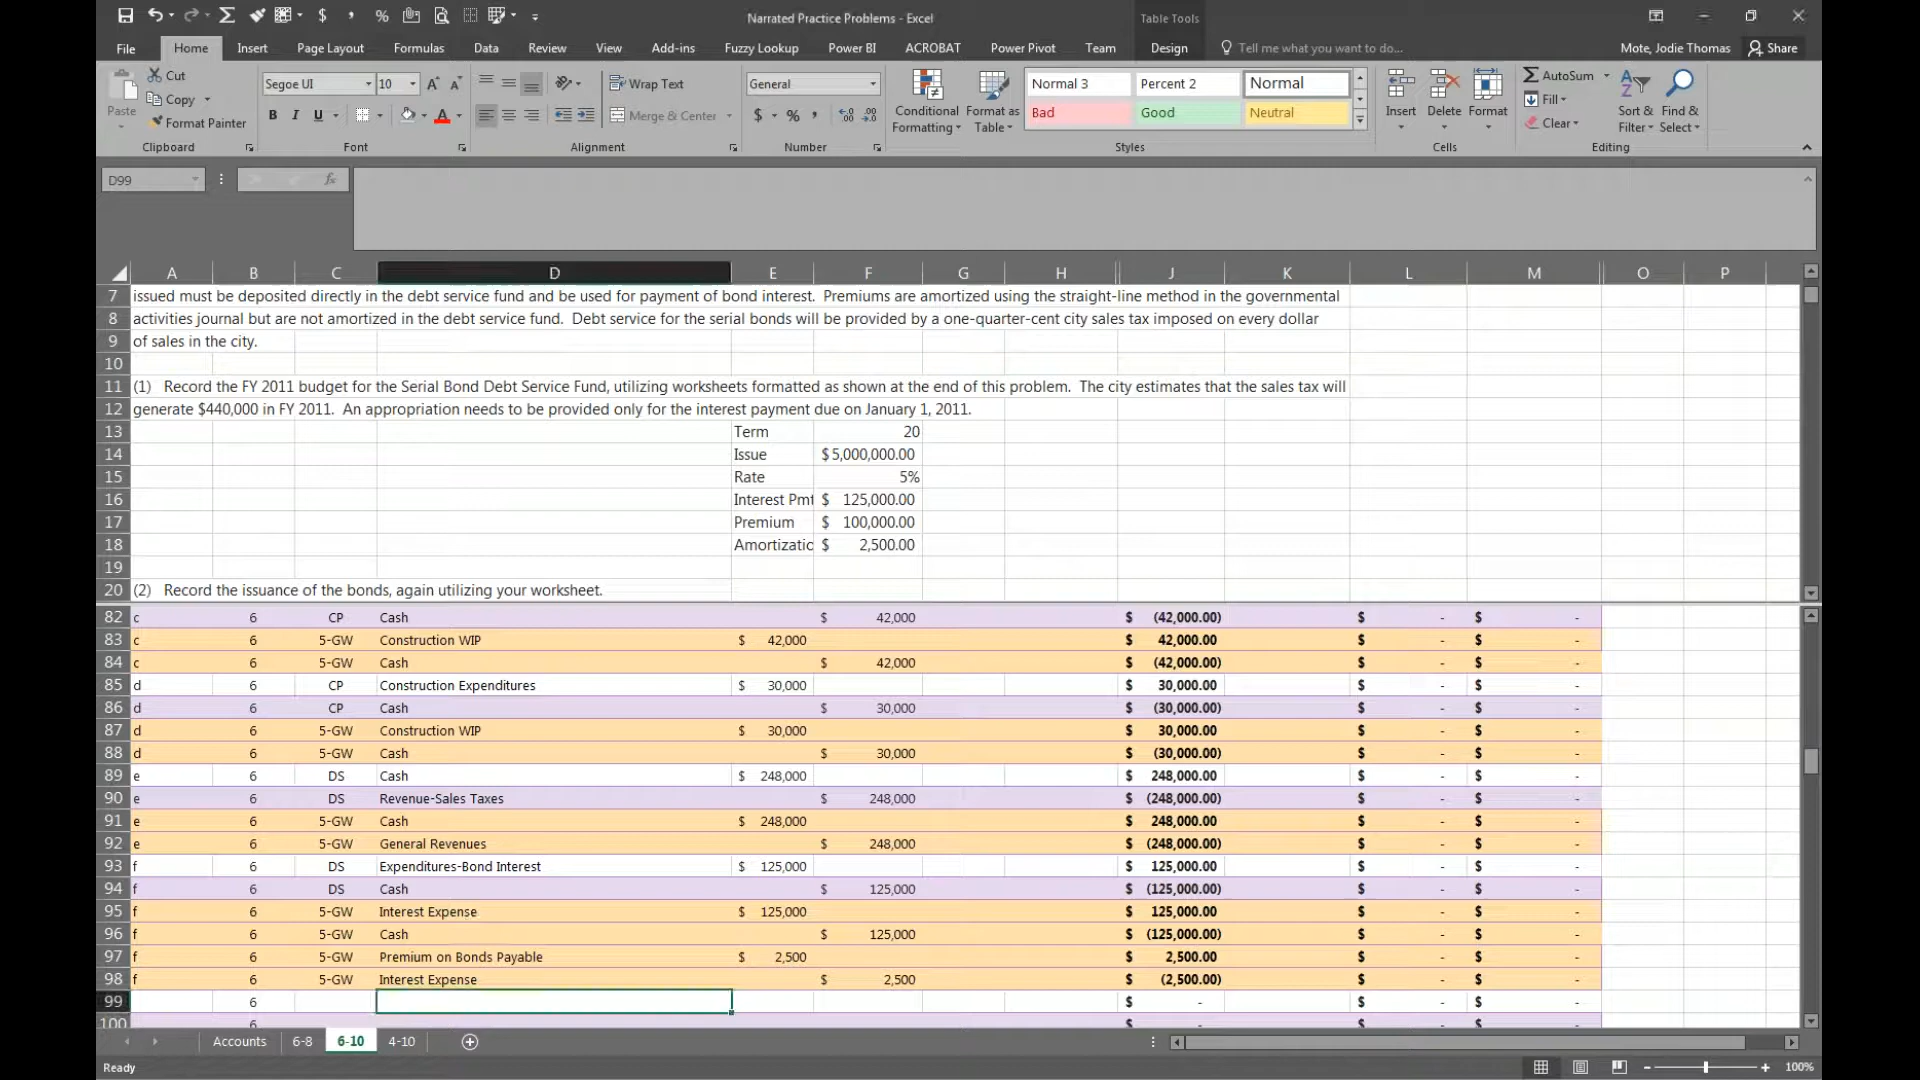 Narrated Practice Problems - Excel
Table Tools
File Home Insert Page Layout Formulas Data Review View Add-ins Fuzzy Lookup Power BI ACROBAT Power Pivot Team Design Tell me what you want to do... Mote, Jodie Thomas Share
Paste
Cut
Copy
Format Painter
Clipboard
Segoe UI 10
B I U
Font
Wrap Text
Merge & Center
Alignment
General
$ % ,
Number
Conditional Formatting
Format as Table
Normal 3 Percent 2 Normal
Bad Good Neutral
Styles
Insert Delete Format
Cells
AutoSum
Fill
Clear
Sort & Filter
Find & Select
Editing
D99 fx
A B C D E F G H J K L M O P
7 issued must be deposited directly in the debt service fund and be used for payment of bond interest. Premiums are amortized using the straight-line method in the governmental
8 activities journal but are not amortized in the debt service fund. Debt service for the serial bonds will be provided by a one-quarter-cent city sales tax imposed on every dollar
9 of sales in the city.
10
11 (1) Record the FY 2011 budget for the Serial Bond Debt Service Fund, utilizing worksheets formatted as shown at the end of this problem. The city estimates that the sales tax will
12 generate $440,000 in FY 2011. An appropriation needs to be provided only for the interest payment due on January 1, 2011.
13 Term 20
14 Issue $5,000,000.00
15 Rate 5%
16 Interest Pmt $ 125,000.00
17 Premium $ 100,000.00
18 Amortizatio $ 2,500.00
19
20 (2) Record the issuance of the bonds, again utilizing your worksheet.
82 c 6 CP Cash $ 42,000 $ (42,000.00) $ - $ -
83 c 6 5-GW Construction WIP $ 42,000 $ 42,000.00 $ - $ -
84 c 6 5-GW Cash $ 42,000 $ (42,000.00) $ - $ -
85 d 6 CP Construction Expenditures $ 30,000 $ 30,000.00 $ - $ -
86 d 6 CP Cash $ 30,000 $ (30,000.00) $ - $ -
87 d 6 5-GW Construction WIP $ 30,000 $ 30,000.00 $ - $ -
88 d 6 5-GW Cash $ 30,000 $ (30,000.00) $ - $ -
89 e 6 DS Cash $ 248,000 $ 248,000.00 $ - $ -
90 e 6 DS Revenue-Sales Taxes $ 248,000 $ (248,000.00) $ - $ -
91 e 6 5-GW Cash $ 248,000 $ 248,000.00 $ - $ -
92 e 6 5-GW General Revenues $ 248,000 $ (248,000.00) $ - $ -
93 f 6 DS Expenditures-Bond Interest $ 125,000 $ 125,000.00 $ - $ -
94 f 6 DS Cash $ 125,000 $ (125,000.00) $ - $ -
95 f 6 5-GW Interest Expense $ 125,000 $ 125,000.00 $ - $ -
96 f 6 5-GW Cash $ 125,000 $ (125,000.00) $ - $ -
97 f 6 5-GW Premium on Bonds Payable $ 2,500 $ 2,500.00 $ - $ -
98 f 6 5-GW Interest Expense $ 2,500 $ (2,500.00) $ - $ -
99 6 $ - $ - $ -
100 6 $ - $ - $ -
Accounts 6-8 6-10 4-10
Ready 100%